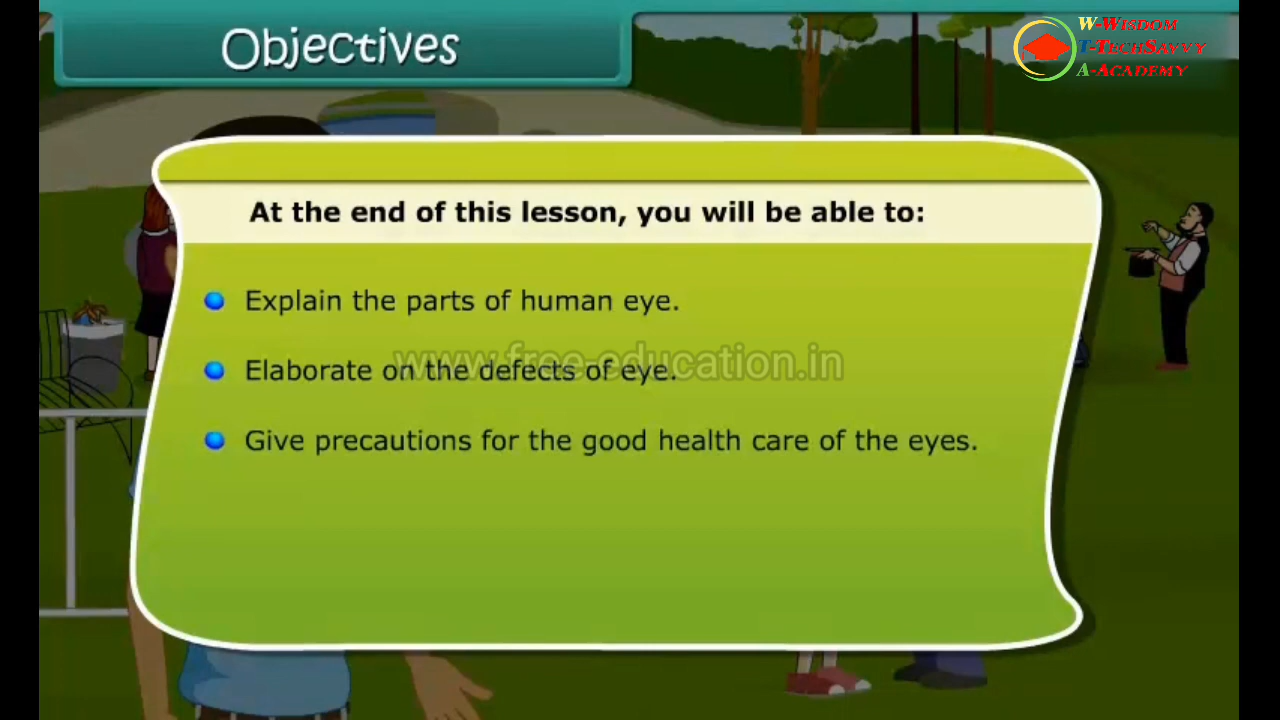 Objectives
W-Wisdom
T-TechSavvy
A-Academy
At the end of this lesson, you will be able to:
Explain the parts of human eye.
Elaborate on the defects of eye.
www.free-education.in
Give precautions for the good health care of the eyes.